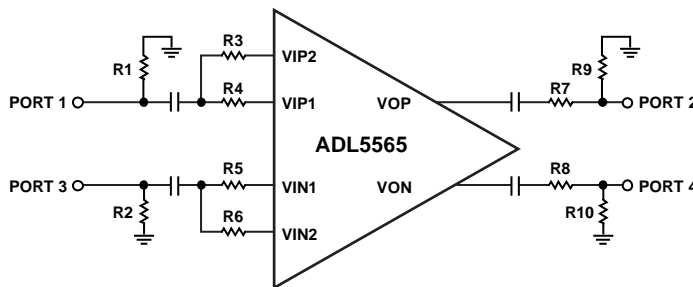 R3
VIP2
R1
R9
R4
R7
PORT 1
VIP1
VOP
PORT 2
ADL5565
R5
R8
PORT 3
VIN1
VON
PORT 4
R2
R6
R10
VIN2